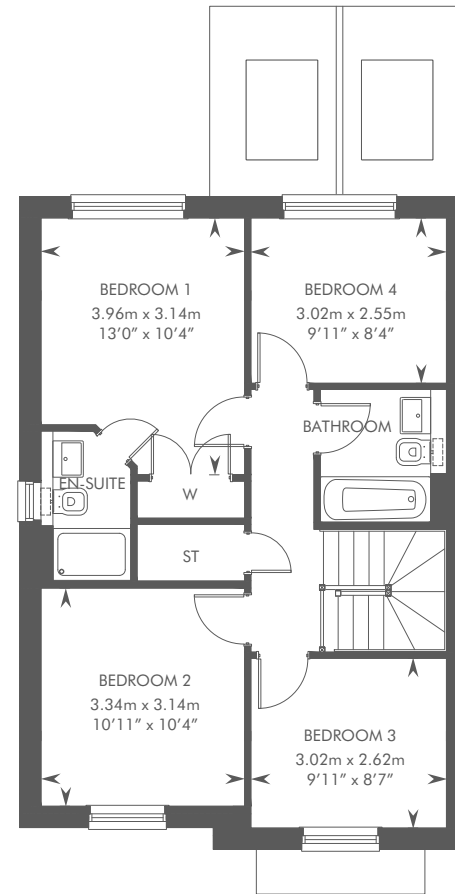 BEDROOM 1
3.96m x 3.14m
13’0” x 10’4”
BEDROOM 4
3.02m x 2.55m
9’11” x 8’4”
BATHROOM
EN-SUITE
W
ST
BEDROOM 2
3.34m x 3.14m
10’11” x 10’4”
BEDROOM 3
3.02m x 2.62m
9’11” x 8’7”